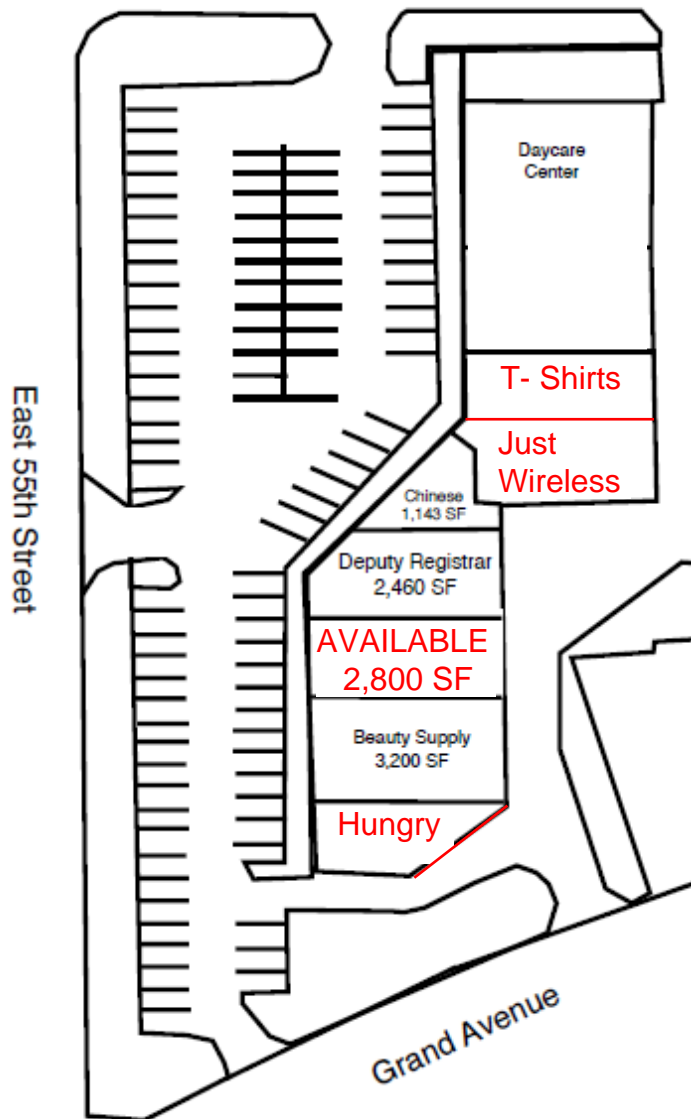 Daycare
Center
T- Shirts
Just
Wireless
Chinese
1,143 SF
Deputy Registrar
2,460 SF
AVAILABLE
2,800 SF
Beauty Supply
3,200 SF
Hungry
East 55th Street
Grand Avenue